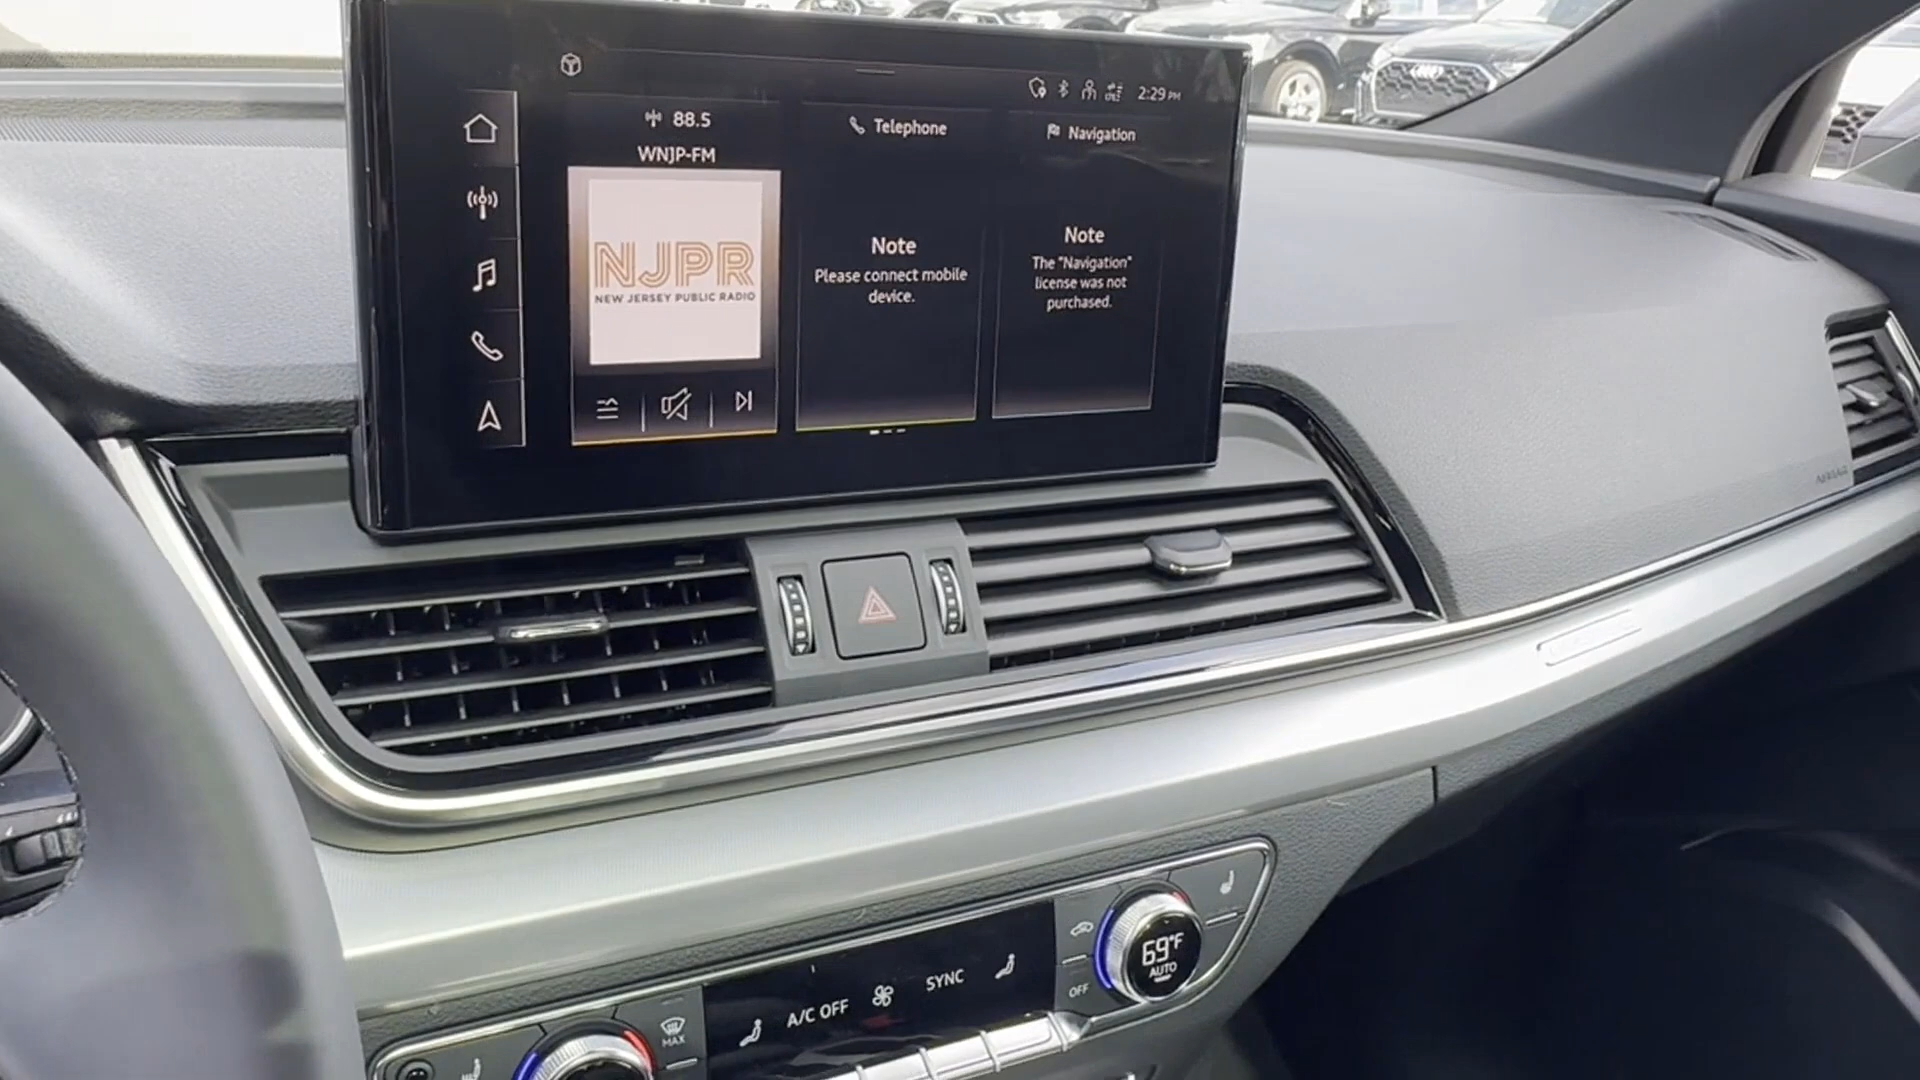 2:29 PM
88.5
WNJP-FM
NJPR
NEW JERSEY PUBLIC RADIO
Telephone
Note
Please connect mobile
device.
Navigation
Note
The "Navigation"
license was not
purchased.
AIRBAG
MAX
A/C OFF
SYNC
OFF
69°F
AUTO